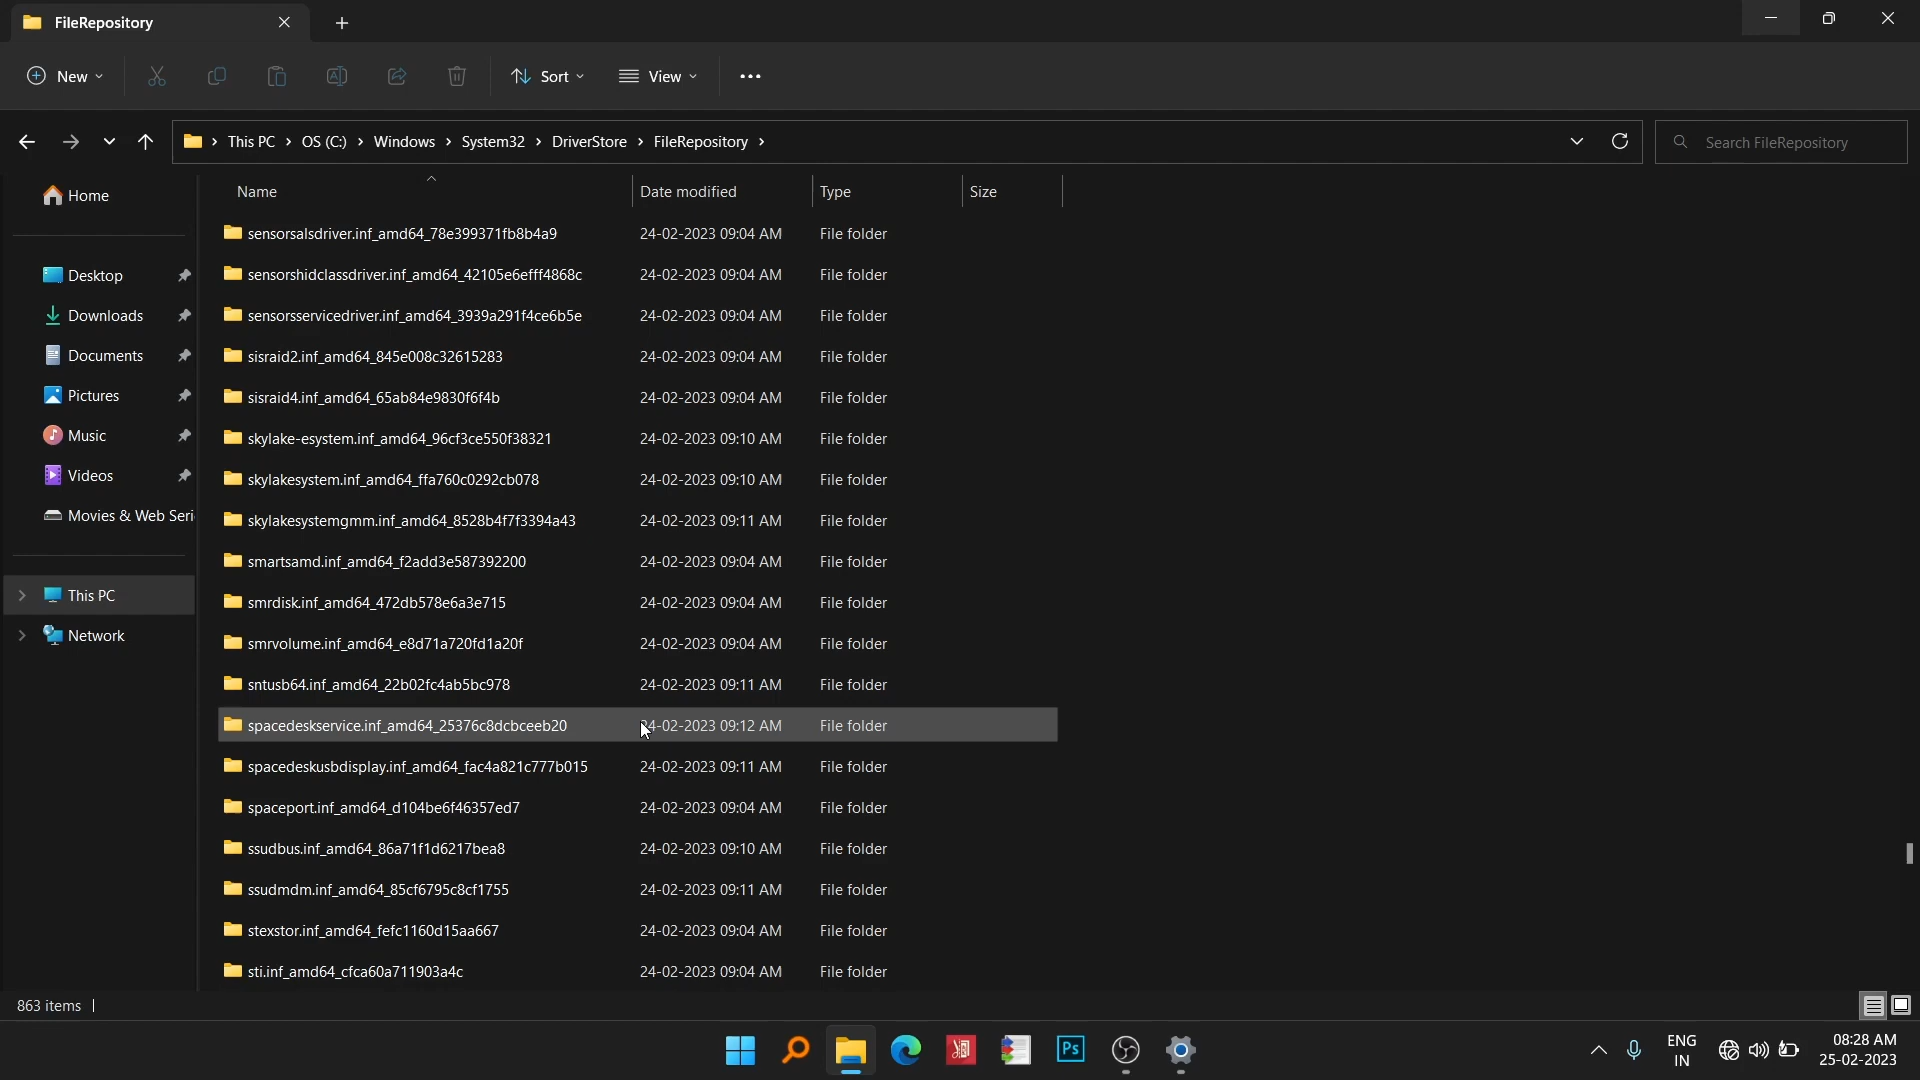 FileRepository
New
Sort
View
This PC
OS (C:)
Windows
System32
DriverStore
FileRepository
Search FileRepository
Home
Desktop
Downloads
Documents
Pictures
Music
Videos
Movies & Web Seri
This PC
Network
Name Date modified Type Size
sensorsalsdriver.inf_amd64_78e399371fb8b4a9 24-02-2023 09:04 AM File folder
sensorshidclassdriver.inf_amd64_42105e6efff4868c 24-02-2023 09:04 AM File folder
sensorsservicedriver.inf_amd64_3939a291f4ce6b5e 24-02-2023 09:04 AM File folder
sisraid2.inf_amd64_845e008c32615283 24-02-2023 09:04 AM File folder
sisraid4.inf_amd64_65ab84e9830f6f4b 24-02-2023 09:04 AM File folder
skylake-esystem.inf_amd64_96cf3ce550f38321 24-02-2023 09:10 AM File folder
skylakesystem.inf_amd64_ffa760c0292cb078 24-02-2023 09:10 AM File folder
skylakesystemgmm.inf_amd64_8528b4f7f3394a43 24-02-2023 09:11 AM File folder
smartsamd.inf_amd64_f2add3e587392200 24-02-2023 09:04 AM File folder
smrdisk.inf_amd64_472db578e6a3e715 24-02-2023 09:04 AM File folder
smrvolume.inf_amd64_e8d71a720fd1a20f 24-02-2023 09:04 AM File folder
sntusb64.inf_amd64_22b02fc4ab5bc978 24-02-2023 09:11 AM File folder
spacedeskservice.inf_amd64_25376c8dcbceeb20 24-02-2023 09:12 AM File folder
spacedeskusbdisplay.inf_amd64_fac4a821c777b015 24-02-2023 09:11 AM File folder
spaceport.inf_amd64_d104be6f46357ed7 24-02-2023 09:04 AM File folder
ssudbus.inf_amd64_86a71f1d6217bea8 24-02-2023 09:10 AM File folder
ssudmdm.inf_amd64_85cf6795c8cf1755 24-02-2023 09:11 AM File folder
stexstor.inf_amd64_fefc1160d15aa667 24-02-2023 09:04 AM File folder
sti.inf_amd64_cfca60a711903a4c 24-02-2023 09:04 AM File folder
863 items
Ps
ENG
IN
08:28 AM
25-02-2023